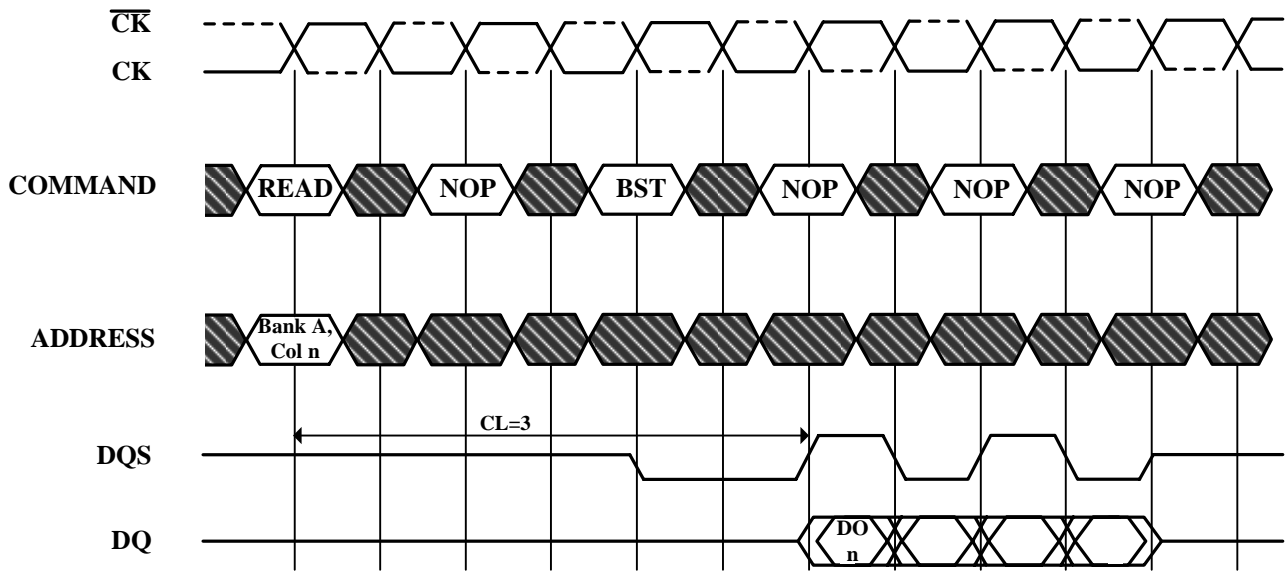 CK
CK
COMMAND
READ
NOP
BST
NOP
NOP
NOP
ADDRESS
Bank A,
Col n
CL=3
DQS
DQ
DO
n